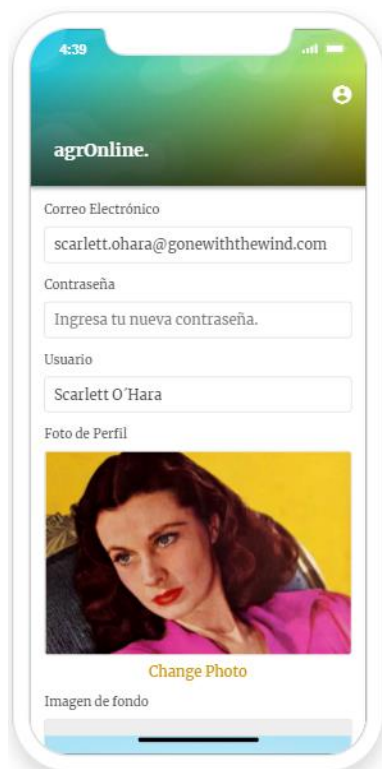 4:39
agrOnline.
Correo Electrónico
scarlett.ohara@gonewiththewind.com
Contraseña
Ingresa tu nueva contraseña.
Usuario
Scarlett O´Hara
Foto de Perfil
Change Photo
Imagen de fondo